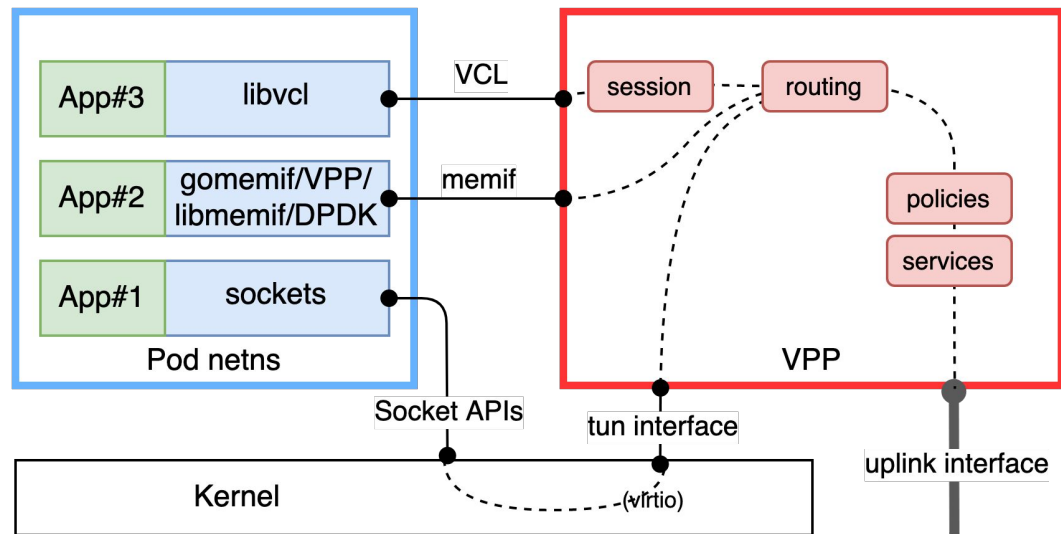 VCL
App#3
libvcl
session
routing
App#2
gomemif/VPP/
libmemif/DPDK
memif
policies
services
App#1
sockets
Pod netns
VPP
Socket APIs
tun interface
uplink interface
Kernel
(virtio)